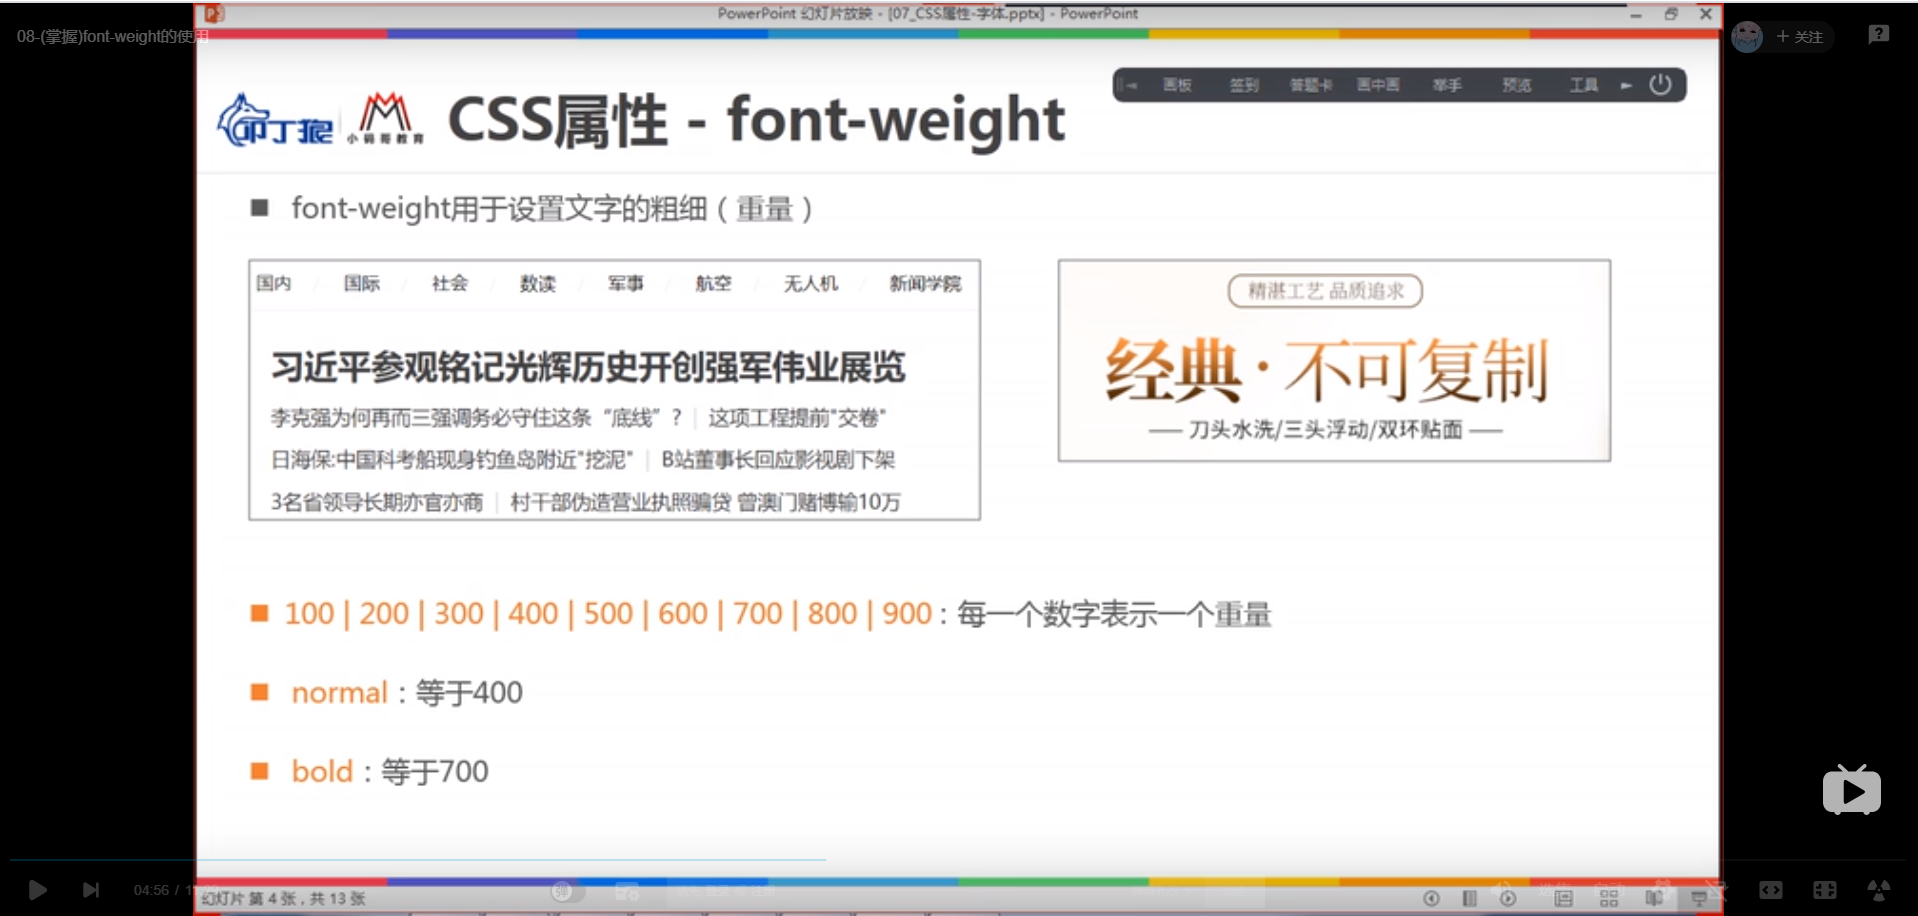 PowerPoint 幻灯片放映 - [07_CSS属性-字体.pptx] - PowerPoint
08-(掌握)font-weight的使用
+ 关注
画板 签到 答题卡 画中画 举手 预览 工具
叩丁狼 小码哥教育 CSS属性 - font-weight
font-weight用于设置文字的粗细（重量）
国内 / 国际 / 社会 / 数读 / 军事 / 航空 / 无人机 / 新闻学院
习近平参观铭记光辉历史开创强军伟业展览
李克强为何再而三强调务必守住这条“底线”? | 这项工程提前"交卷"
日海保:中国科考船现身钓鱼岛附近"挖泥" | B站董事长回应影视剧下架
3名省领导长期亦官亦商 | 村干部伪造营业执照骗贷 曾澳门赌博输10万
精湛工艺 品质追求
经典·不可复制
刀头水洗/三头浮动/双环贴面
100 | 200 | 300 | 400 | 500 | 600 | 700 | 800 | 900：每一个数字表示一个重量
normal：等于400
bold：等于700
04:56 /
弹
幻灯片 第 4 张，共 13 张